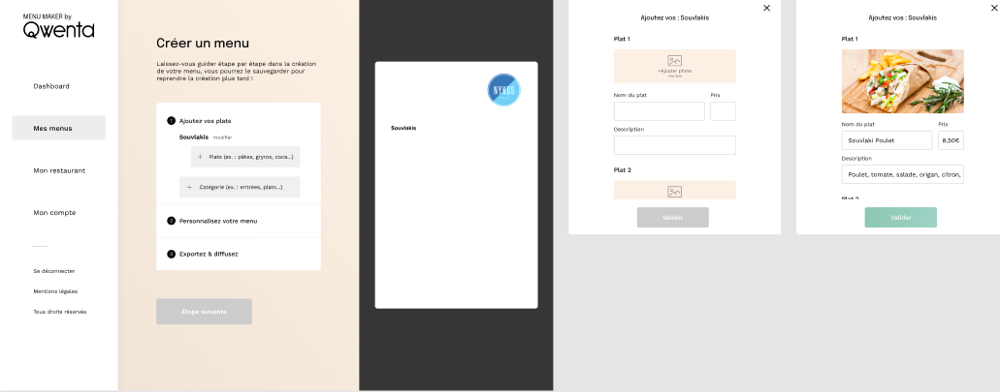 MENU MAKER by
Qwenta
Dashboard
Mes menus
Mon restaurant
Mon compte
Se déconnecter
Mentions légales
Tous droite réservés
Créer un menu
Laissez-vous guider étape par étape dans la création
de votre menu, vous pourrez le sauvegarder pour
reprendre la création plus tard !
1 Ajoutez vos plats
Souvlakis modifier
+ Plats (ex. : pâtes, gryros, coca...)
+ Catégorie (ex. : entrées, plats...)
2 Personnalisez votre menu
3 Exportez & diffusez
Étape suivante
NYKOS
Souvlakis
Ajoutez vos : Souvlakis
Plat 1
+Ajouter photo
Nom du plat Prix
Description
Plat 2
Valider
Ajoutez vos : Souvlakis
Plat 1
Nom du plat Prix
Souvlaki Poulet 8,50€
Description
Poulet, tomate, salade, origan, citron,
Plat 2
Valider